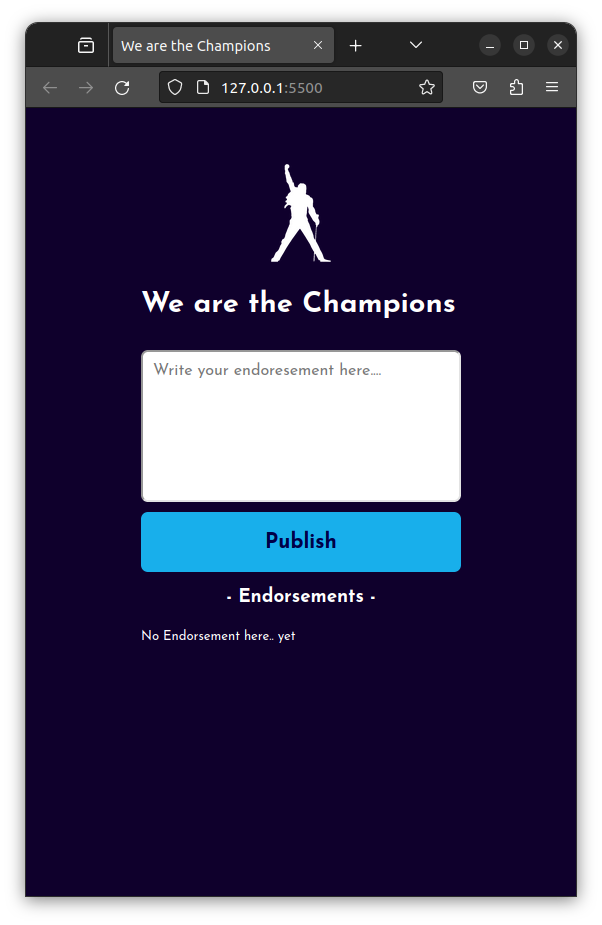 We are the Champions
127.0.0.1:5500
We are the Champions
Write your endoresement here....
Publish
- Endorsements -
No Endorsement here.. yet